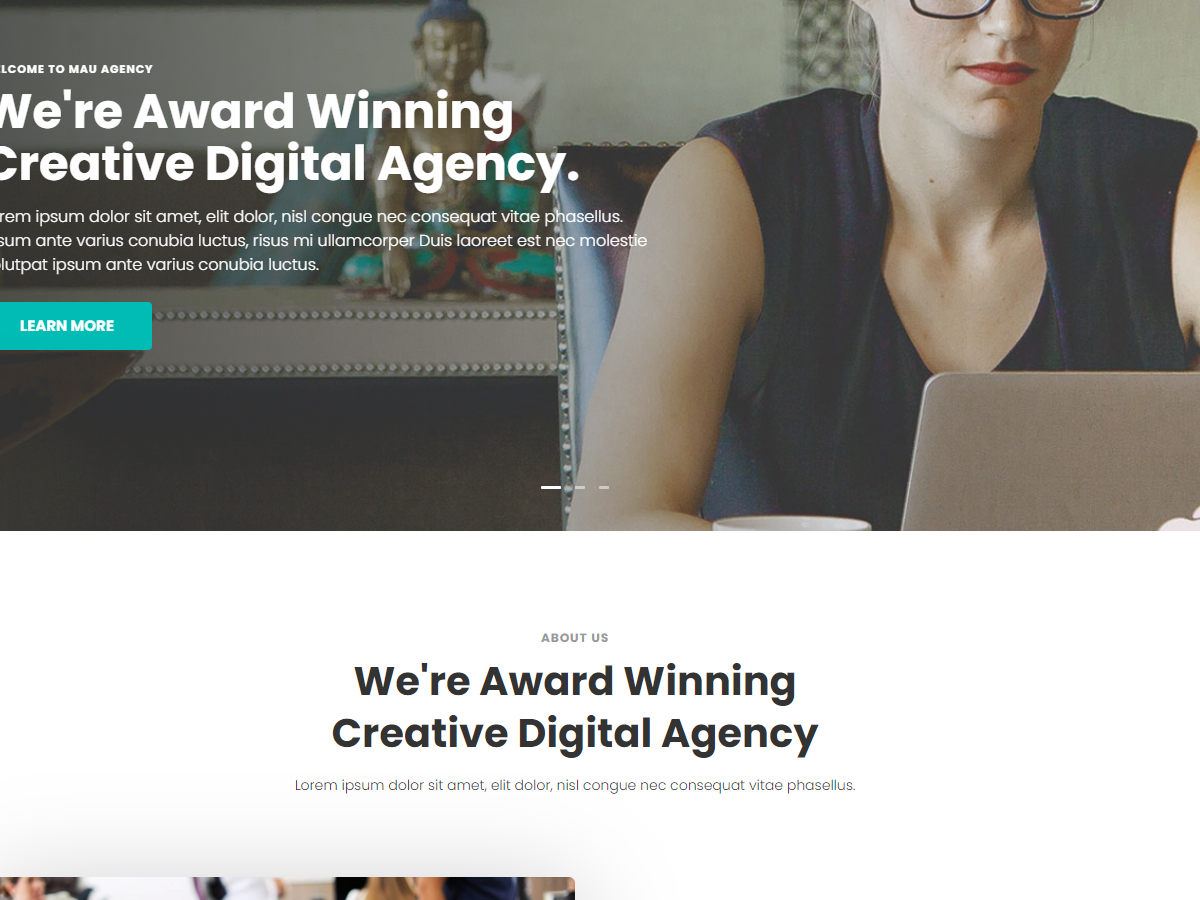 LCOME TO MAU AGENCY
We're Award Winning
Creative Digital Agency.
rem ipsum dolor sit amet, elit dolor, nisl congue nec consequat vitae phasellus.
sum ante varius conubia luctus, risus mi ullamcorper Duis laoreet est nec molestie
lutpat ipsum ante varius conubia luctus.
LEARN MORE
ABOUT US
We're Award Winning
Creative Digital Agency
Lorem ipsum dolor sit amet, elit dolor, nisl congue nec consequat vitae phasellus.